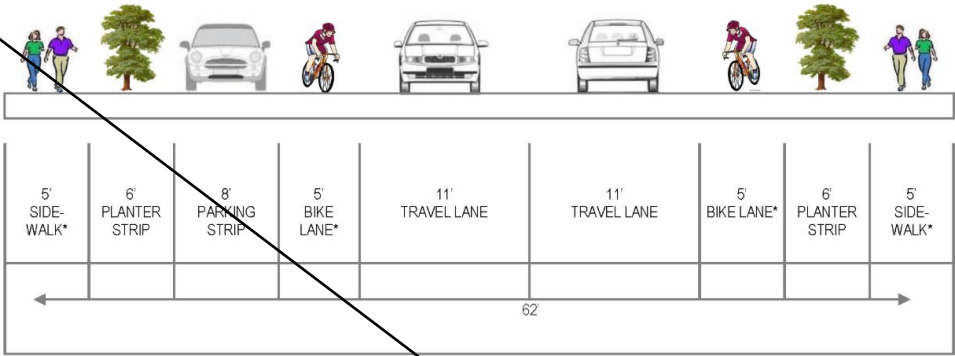 5'
SIDE-
WALK*
6'
PLANTER
STRIP
8'
PARKING
STRIP
5'
BIKE
LANE*
11'
TRAVEL LANE
11'
TRAVEL LANE
5'
BIKE LANE*
6'
PLANTER
STRIP
5'
SIDE-
WALK*
62'